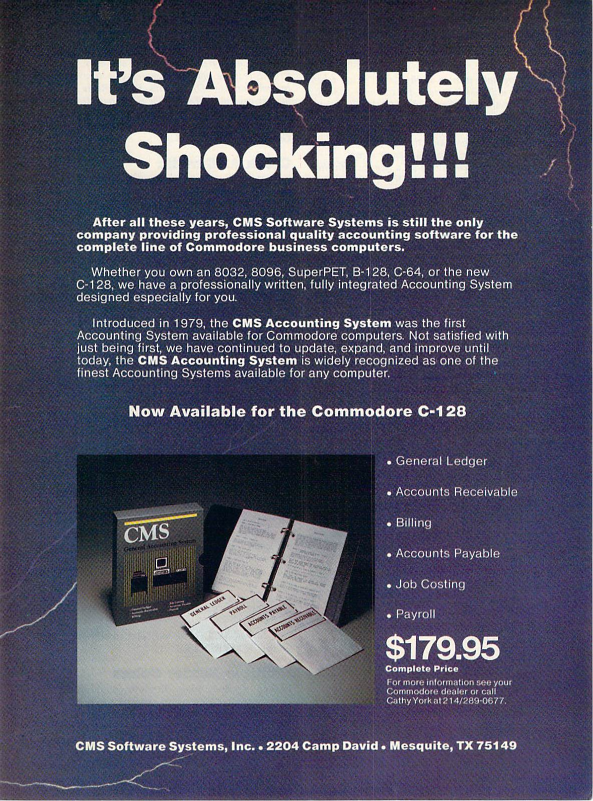 It's Absolutely
Shocking!!!
After all these years, CMS Software Systems is still the only
company providing professional quality accounting software for the
complete line of Commodore business computers.
Whether you own an 8032, 8096, SuperPET, B-128, C-64, or the new
C-128, we have a professionally written, fully integrated Accounting System
designed especially for you.
Introduced in 1979, the CMS Accounting System was the first
Accounting System available for Commodore computers. Not satisfied with
just being first, we have continued to update, expand, and improve until
today, the CMS Accounting System is widely recognized as one of the
finest Accounting Systems available for any computer.
Now Available for the Commodore C-128
CMS
General Accounting System
GENERAL LEDGER
PAYROLL
ACCOUNTS PAYABLE
ACCOUNTS RECEIVABLE
• General Ledger
• Accounts Receivable
• Billing
• Accounts Payable
• Job Costing
• Payroll
$179.95
Complete Price
For more information see your
Commodore dealer or call
Cathy York at 214/289-0677.
CMS Software Systems, Inc. • 2204 Camp David • Mesquite, TX 75149